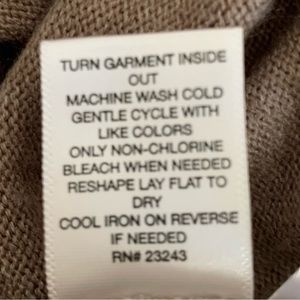 TURN GARMENT INSIDE
OUT
MACHINE WASH COLD
GENTLE CYCLE WITH
LIKE COLORS
ONLY NON-CHLORINE
BLEACH WHEN NEEDED
RESHAPE LAY FLAT TO
DRY
COOL IRON ON REVERSE
IF NEEDED
RN# 23243